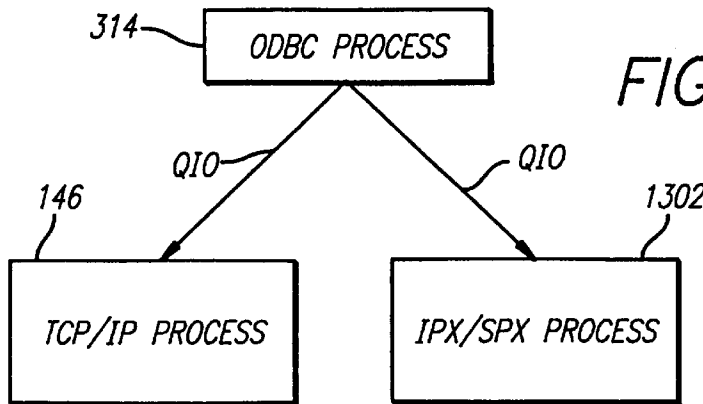 314
ODBC PROCESS
FIG
QIO
QIO
146
1302
TCP/IP PROCESS
IPX/SPX PROCESS